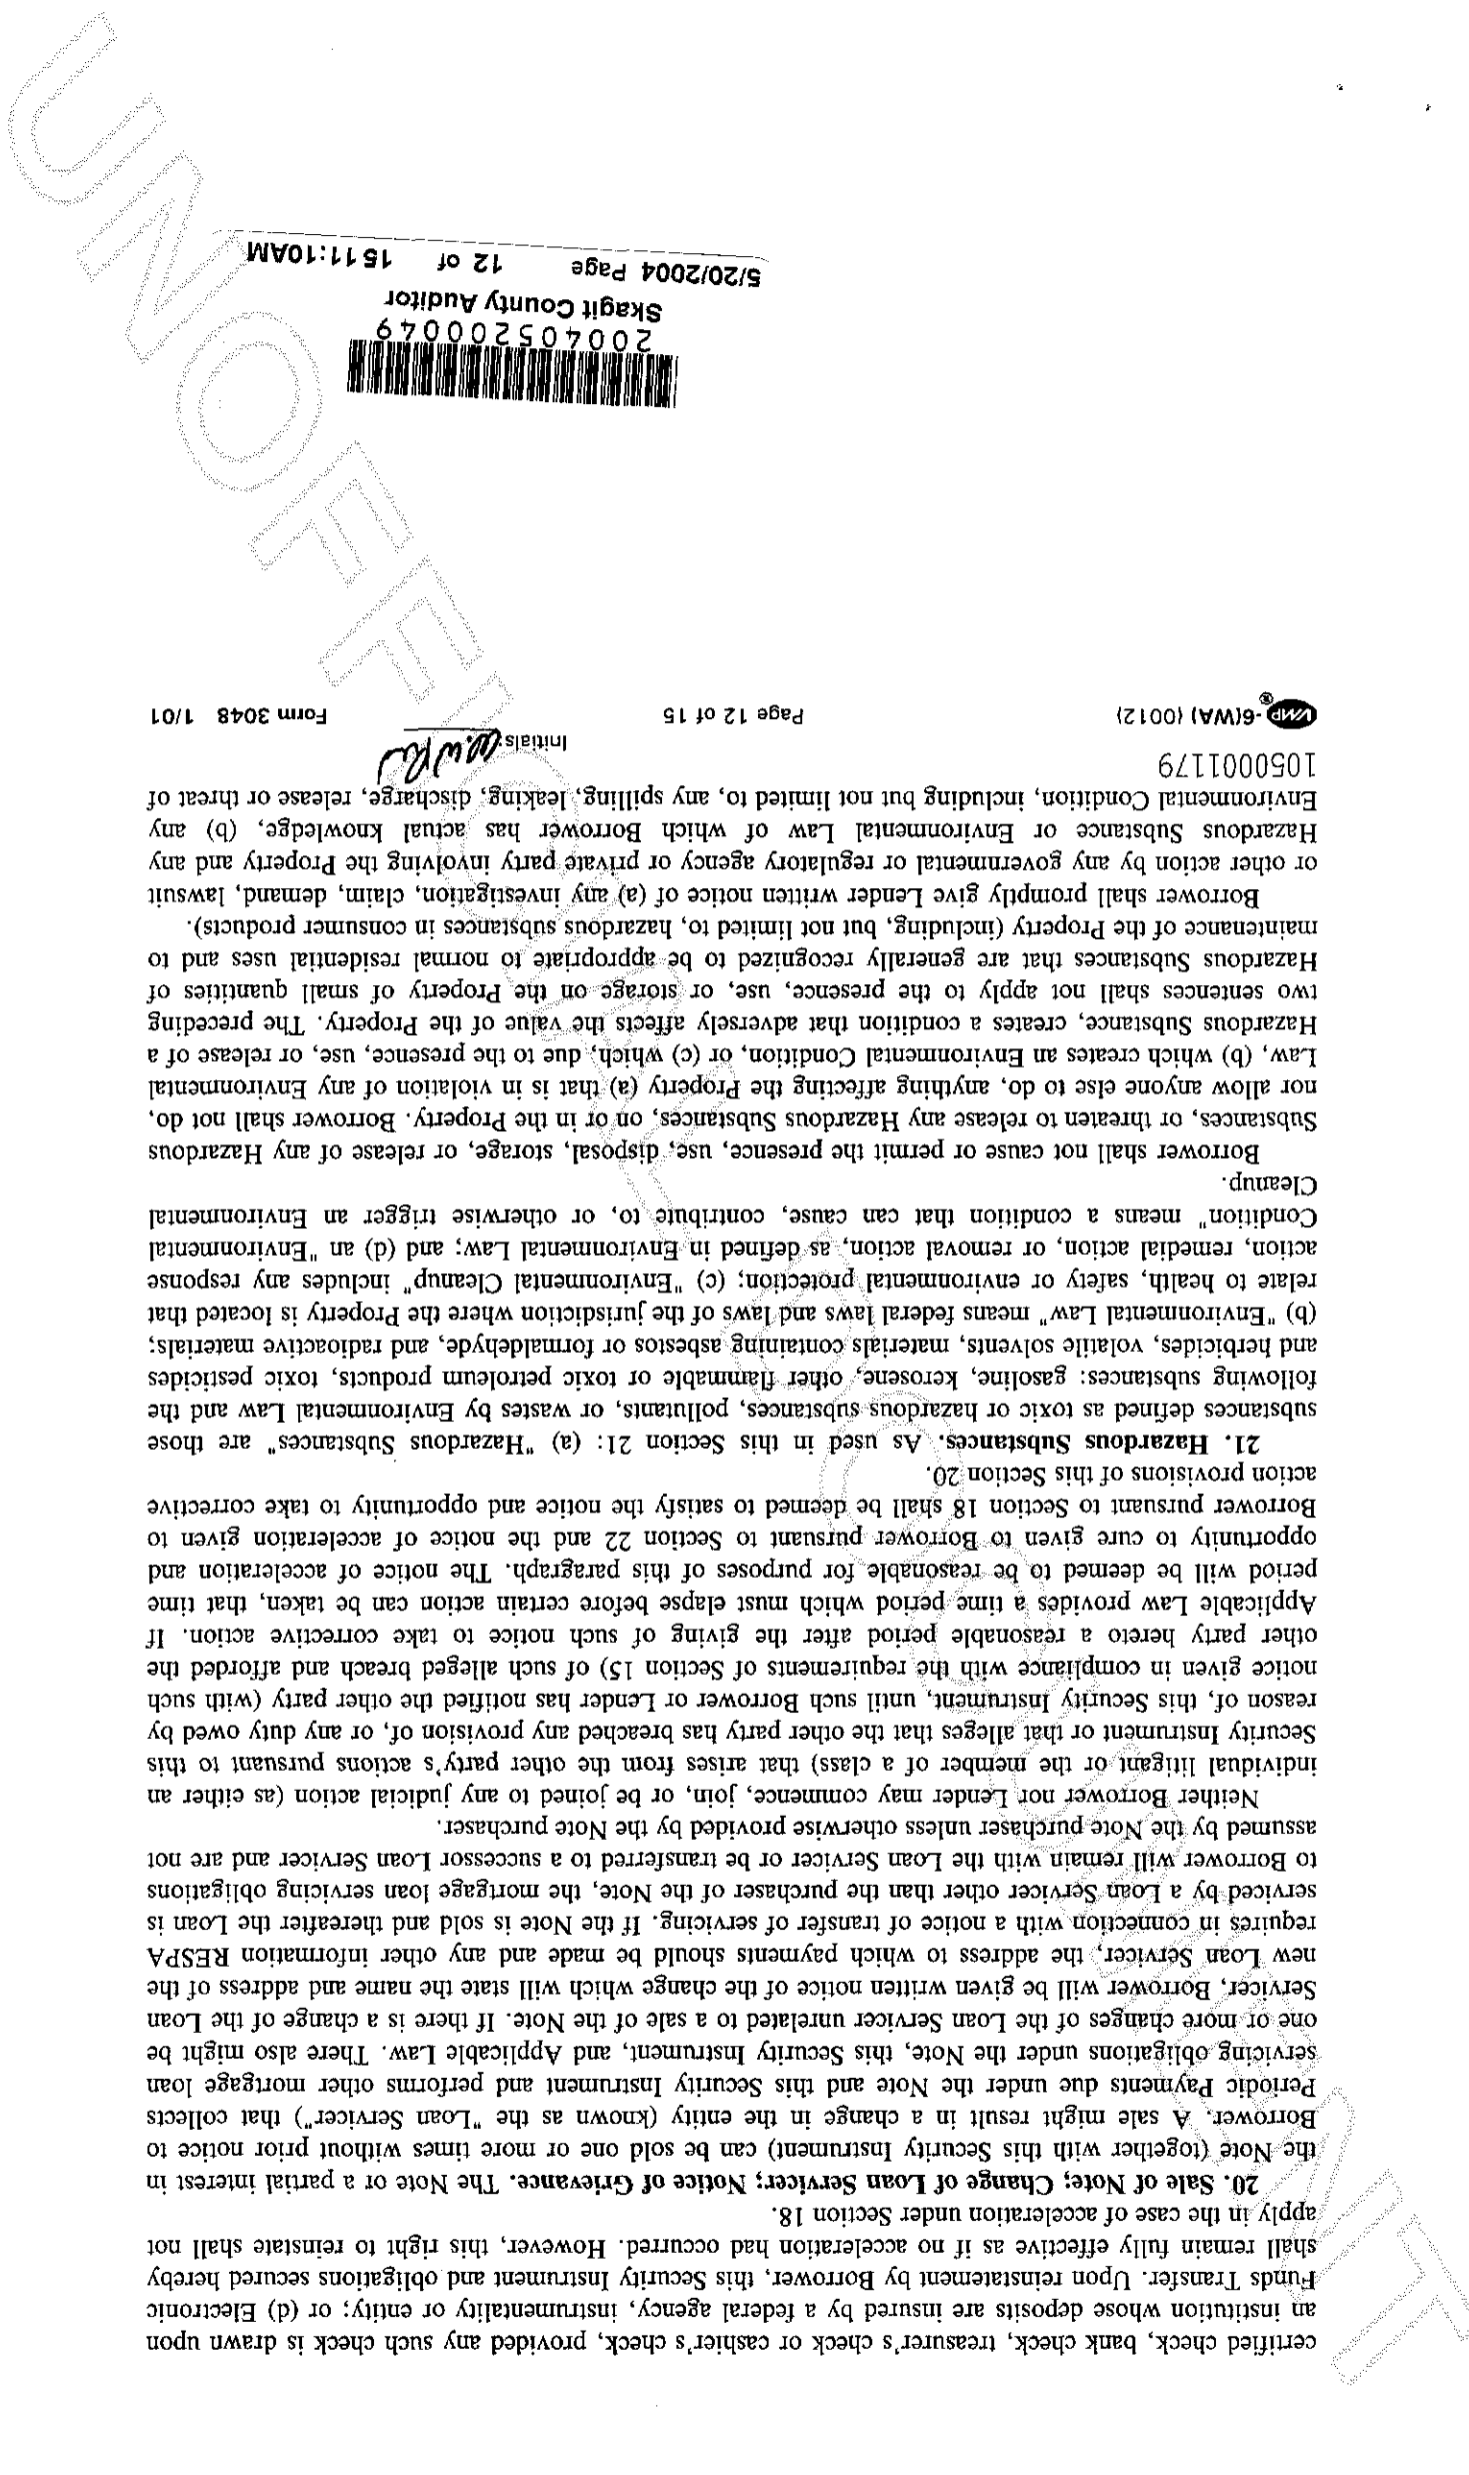 certified check, bank check, treasurer's check or cashier's check, provided any such check is drawn upon
an institution whose deposits are insured by a federal agency, instrumentality or entity; or (d) Electronic
Funds Transfer. Upon reinstatement by Borrower, this Security Instrument and obligations secured hereby
shall remain fully effective as if no acceleration had occurred. However, this right to reinstate shall not
apply in the case of acceleration under Section 18.
20. Sale of Note; Change of Loan Servicer; Notice of Grievance. The Note or a partial interest in
the Note (together with this Security Instrument) can be sold one or more times without prior notice to
Borrower. A sale might result in a change in the entity (known as the "Loan Servicer") that collects
Periodic Payments due under the Note and this Security Instrument and performs other mortgage loan
servicing obligations under the Note, this Security Instrument, and Applicable Law. There also might be
one or more changes of the Loan Servicer unrelated to a sale of the Note. If there is a change of the Loan
Servicer, Borrower will be given written notice of the change which will state the name and address of the
new Loan Servicer, the address to which payments should be made and any other information RESPA
requires in connection with a notice of transfer of servicing. If the Note is sold and thereafter the Loan is
serviced by a Loan Servicer other than the purchaser of the Note, the mortgage loan servicing obligations
to Borrower will remain with the Loan Servicer or be transferred to a successor Loan Servicer and are not
assumed by the Note purchaser unless otherwise provided by the Note purchaser.
Neither Borrower nor Lender may commence, join, or be joined to any judicial action (as either an
individual litigant or the member of a class) that arises from the other party's actions pursuant to this
Security Instrument or that alleges that the other party has breached any provision of, or any duty owed by
reason of, this Security Instrument, until such Borrower or Lender has notified the other party (with such
notice given in compliance with the requirements of Section 15) of such alleged breach and afforded the
other party hereto a reasonable period after the giving of such notice to take corrective action. If
Applicable Law provides a time period which must elapse before certain action can be taken, that time
period will be deemed to be reasonable for purposes of this paragraph. The notice of acceleration and
opportunity to cure given to Borrower pursuant to Section 22 and the notice of acceleration given to
Borrower pursuant to Section 18 shall be deemed to satisfy the notice and opportunity to take corrective
action provisions of this Section 20.
21. Hazardous Substances. As used in this Section 21: (a) "Hazardous Substances" are those
substances defined as toxic or hazardous substances, pollutants, or wastes by Environmental Law and the
following substances: gasoline, kerosene, other flammable or toxic petroleum products, toxic pesticides
and herbicides, volatile solvents, materials containing asbestos or formaldehyde, and radioactive materials;
(b) "Environmental Law" means federal laws and laws of the jurisdiction where the Property is located that
relate to health, safety or environmental protection; (c) "Environmental Cleanup" includes any response
action, remedial action, or removal action, as defined in Environmental Law; and (d) an "Environmental
Condition" means a condition that can cause, contribute to, or otherwise trigger an Environmental
Cleanup.
Borrower shall not cause or permit the presence, use, disposal, storage, or release of any Hazardous
Substances, or threaten to release any Hazardous Substances, on or in the Property. Borrower shall not do,
nor allow anyone else to do, anything affecting the Property (a) that is in violation of any Environmental
Law, (b) which creates an Environmental Condition, or (c) which, due to the presence, use, or release of a
Hazardous Substance, creates a condition that adversely affects the value of the Property. The preceding
two sentences shall not apply to the presence, use, or storage on the Property of small quantities of
Hazardous Substances that are generally recognized to be appropriate to normal residential uses and to
maintenance of the Property (including, but not limited to, hazardous substances in consumer products).
Borrower shall promptly give Lender written notice of (a) any investigation, claim, demand, lawsuit
or other action by any governmental or regulatory agency or private party involving the Property and any
Hazardous Substance or Environmental Law of which Borrower has actual knowledge, (b) any
Environmental Condition, including but not limited to, any spilling, leaking, discharge, release or threat of
1050001179
Initials:
VMP®-6(WA) (0012) Page 12 of 15 Form 3048 1/01
200405200049
Skagit County Auditor
5/20/2004 Page 12 of 15 11:10AM
UNOFFICIAL DOCUMENT